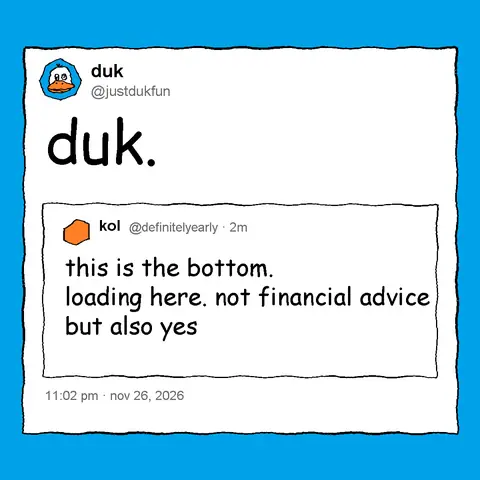 duk
@justdukfun
duk.
kol @definitelyearly · 2m
this is the bottom.
loading here. not financial advice
but also yes
11:02 pm · nov 26, 2026